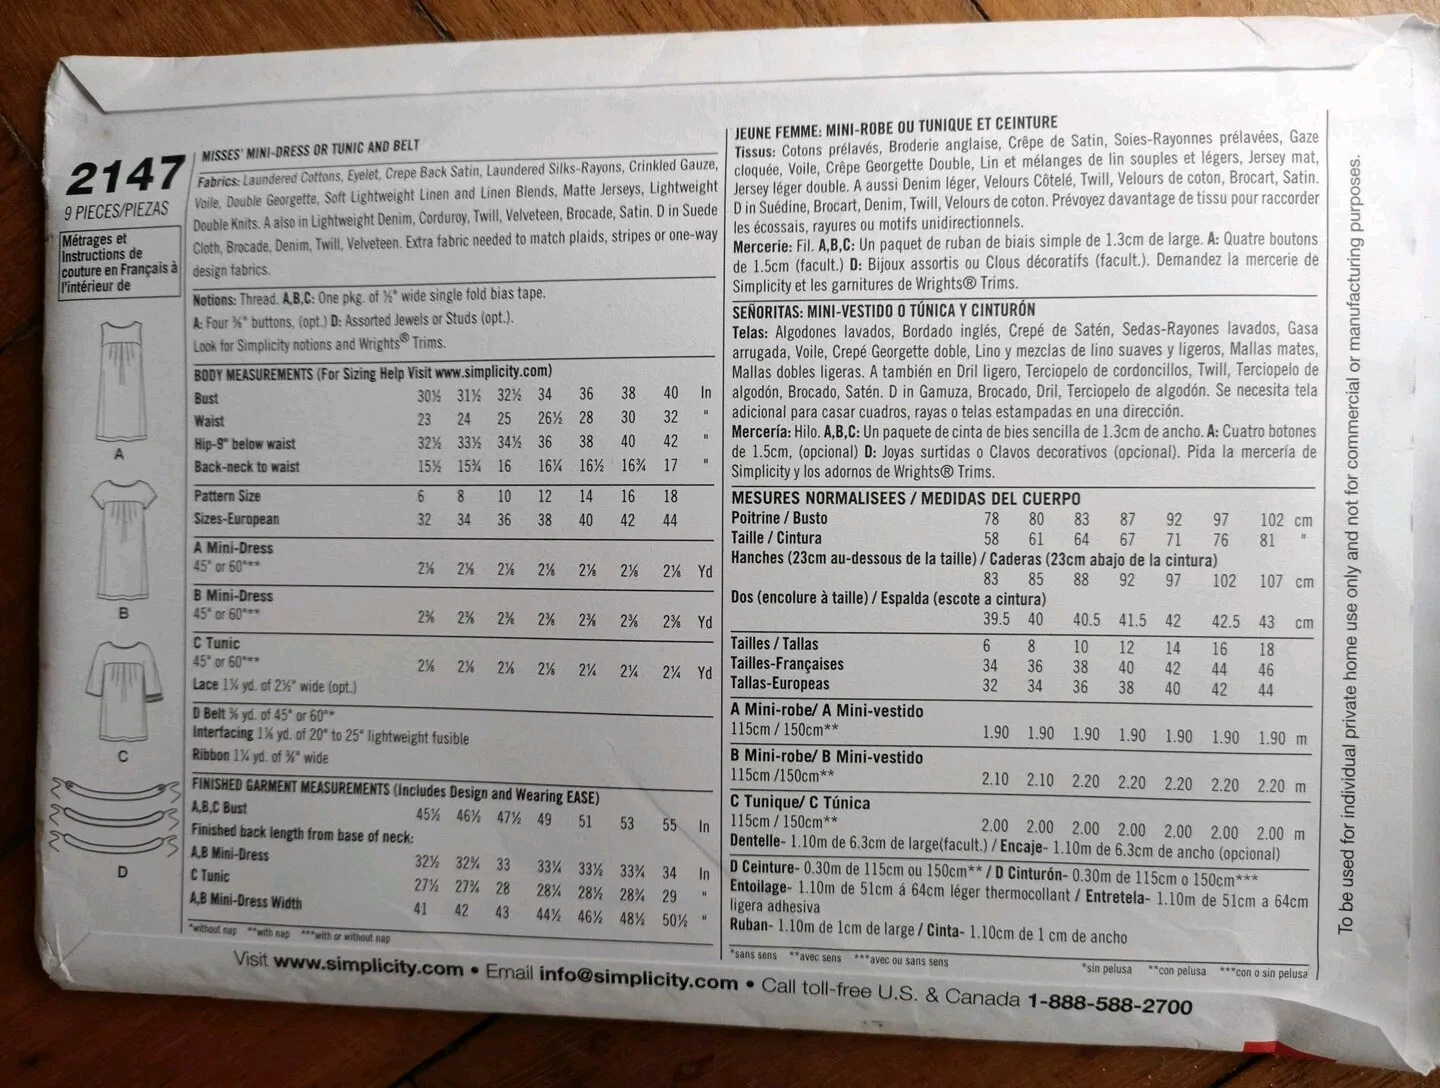 2147
9 PIECES/PIEZAS
Métrages et
Instructions de
couture en Français à
l'intérieur de
A
B
C
D
MISSES' MINI-DRESS OR TUNIC AND BELT
Fabrics: Laundered Cottons, Eyelet, Crepe Back Satin, Laundered Silks-Rayons, Crinkled Gauze,
Voile, Double Georgette, Soft Lightweight Linen and Linen Blends, Matte Jerseys, Lightweight
Double Knits. A also in Lightweight Denim, Corduroy, Twill, Velveteen, Brocade, Satin. D in Suede
Cloth, Brocade, Denim, Twill, Velveteen. Extra fabric needed to match plaids, stripes or one-way
design fabrics.
Notions: Thread. A,B,C: One pkg. of ½" wide single fold bias tape.
A: Four ⅝" buttons, (opt.) D: Assorted Jewels or Studs (opt.).
Look for Simplicity notions and Wrights® Trims.
BODY MEASUREMENTS (For Sizing Help Visit www.simplicity.com)
Bust 30½ 31½ 32½ 34 36 38 40 In
Waist 23 24 25 26½ 28 30 32 "
Hip-9" below waist 32½ 33½ 34½ 36 38 40 42 "
Back-neck to waist 15½ 15¾ 16 16¼ 16½ 16¾ 17 "
Pattern Size 6 8 10 12 14 16 18
Sizes-European 32 34 36 38 40 42 44
A Mini-Dress
45" or 60"** 2⅛ 2⅛ 2⅛ 2⅛ 2⅛ 2⅛ 2⅛ Yd
B Mini-Dress
45" or 60"** 2⅜ 2⅜ 2⅜ 2⅜ 2⅜ 2⅜ 2⅜ Yd
C Tunic
45" or 60"** 2⅛ 2⅛ 2⅛ 2⅛ 2¼ 2¼ 2¼ Yd
Lace 1¼ yd. of 2½" wide (opt.)
D Belt yd. of 45" or 60"**
Interfacing yd. of 20" to 25" lightweight fusible
Ribbon 1¼ yd. of ⅜" wide
FINISHED GARMENT MEASUREMENTS (Includes Design and Wearing EASE)
A,B,C Bust 45½ 46½ 47½ 49 51 53 55 In
Finished back length from base of neck:
A,B Mini-Dress 32½ 32¾ 33 33¼ 33½ 33¾ 34 In
C Tunic 27½ 27¾ 28 28¼ 28½ 28¾ 29 "
A,B Mini-Dress Width 41 42 43 44½ 46½ 48½ 50½ "
*without nap **with nap ***with or without nap
JEUNE FEMME: MINI-ROBE OU TUNIQUE ET CEINTURE
Tissus: Cotons prélavés, Broderie anglaise, Crêpe de Satin, Soies-Rayonnes prélavées, Gaze
cloquée, Voile, Crêpe Georgette Double, Lin et mélanges de lin souples et légers, Jersey mat,
Jersey léger double. A aussi Denim léger, Velours Côtelé, Twill, Velours de coton, Brocart, Satin.
D in Suédine, Brocart, Denim, Twill, Velours de coton. Prévoyez davantage de tissu pour raccorder
les écossais, rayures ou motifs unidirectionnels.
Mercerie: Fil. A,B,C: Un paquet de ruban de biais simple de 1.3cm de large. A: Quatre boutons
de 1.5cm (facult.) D: Bijoux assortis ou Clous décoratifs (facult.). Demandez la mercerie de
Simplicity et les garnitures de Wrights® Trims.
SEÑORITAS: MINI-VESTIDO O TÚNICA Y CINTURÓN
Telas: Algodones lavados, Bordado inglés, Crepé de Satén, Sedas-Rayones lavados, Gasa
arrugada, Voile, Crepé Georgette doble, Lino y mezclas de lino suaves y ligeros, Mallas mates,
Mallas dobles ligeras. A también en Dril ligero, Terciopelo de cordoncillos, Twill, Terciopelo de
algodón, Brocado, Satén. D in Gamuza, Brocado, Dril, Terciopelo de algodón. Se necesita tela
adicional para casar cuadros, rayas o telas estampadas en una dirección.
Mercería: Hilo. A,B,C: Un paquete de cinta de bies sencilla de 1.3cm de ancho. A: Cuatro botones
de 1.5cm, (opcional) D: Joyas surtidas o Clavos decorativos (opcional). Pida la mercería de
Simplicity y los adornos de Wrights® Trims.
MESURES NORMALISEES / MEDIDAS DEL CUERPO
Poitrine / Busto 78 80 83 87 92 97 102 cm
Taille / Cintura 58 61 64 67 71 76 81 "
Hanches (23cm au-dessous de la taille) / Caderas (23cm abajo de la cintura)
83 85 88 92 97 102 107 cm
Dos (encolure à taille) / Espalda (escote a cintura)
39.5 40 40.5 41.5 42 42.5 43 cm
Tailles / Tallas 6 8 10 12 14 16 18
Tailles-Françaises 34 36 38 40 42 44 46
Tallas-Europeas 32 34 36 38 40 42 44
A Mini-robe/ A Mini-vestido
115cm / 150cm** 1.90 1.90 1.90 1.90 1.90 1.90 1.90 m
B Mini-robe/ B Mini-vestido
115cm /150cm** 2.10 2.10 2.20 2.20 2.20 2.20 2.20 m
C Tunique/ C Túnica
115cm / 150cm** 2.00 2.00 2.00 2.00 2.00 2.00 2.00 m
Dentelle- 1.10m de 6.3cm de large(facult.) / Encaje- 1.10m de 6.3cm de ancho (opcional)
D Ceinture- 0.30m de 115cm ou 150cm** / D Cinturón- 0.30m de 115cm o 150cm***
Entoilage- 1.10m de 51cm á 64cm léger thermocollant / Entretela- 1.10m de 51cm a 64cm
ligera adhesiva
Ruban- 1.10m de 1cm de large / Cinta- 1.10cm de 1 cm de ancho
*sans sens **avec sens ***avec ou sans sens *sin pelusa **con pelusa ***con o sin pelusa
To be used for individual private home use only and not for commercial or manufacturing purposes.
Visit www.simplicity.com • Email info@simplicity.com • Call toll-free U.S. & Canada 1-888-588-2700